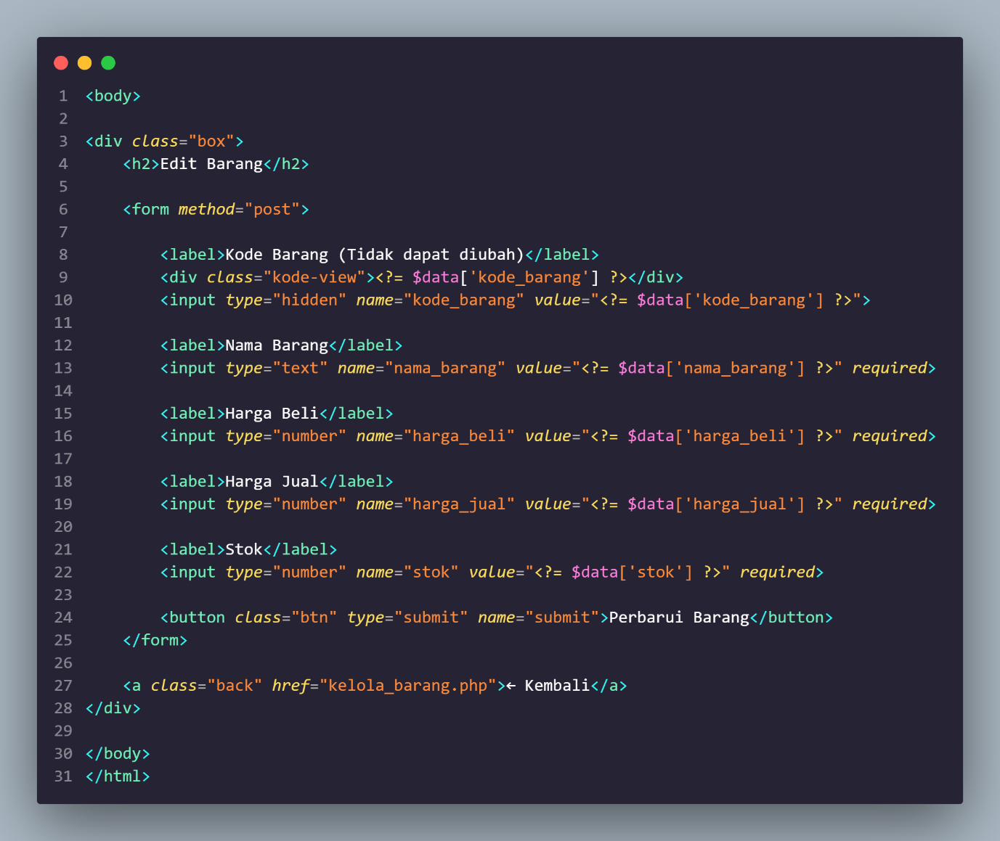 1 <body>
2
3 <div class="box">
4     <h2>Edit Barang</h2>
5
6     <form method="post">
7
8         <label>Kode Barang (Tidak dapat diubah)</label>
9         <div class="kode-view"><?= $data['kode_barang'] ?></div>
10         <input type="hidden" name="kode_barang" value="<?= $data['kode_barang'] ?>">
11
12         <label>Nama Barang</label>
13         <input type="text" name="nama_barang" value="<?= $data['nama_barang'] ?>" required>
14
15         <label>Harga Beli</label>
16         <input type="number" name="harga_beli" value="<?= $data['harga_beli'] ?>" required>
17
18         <label>Harga Jual</label>
19         <input type="number" name="harga_jual" value="<?= $data['harga_jual'] ?>" required>
20
21         <label>Stok</label>
22         <input type="number" name="stok" value="<?= $data['stok'] ?>" required>
23
24         <button class="btn" type="submit" name="submit">Perbarui Barang</button>
25     </form>
26
27     <a class="back" href="kelola_barang.php">← Kembali</a>
28 </div>
29
30 </body>
31 </html>